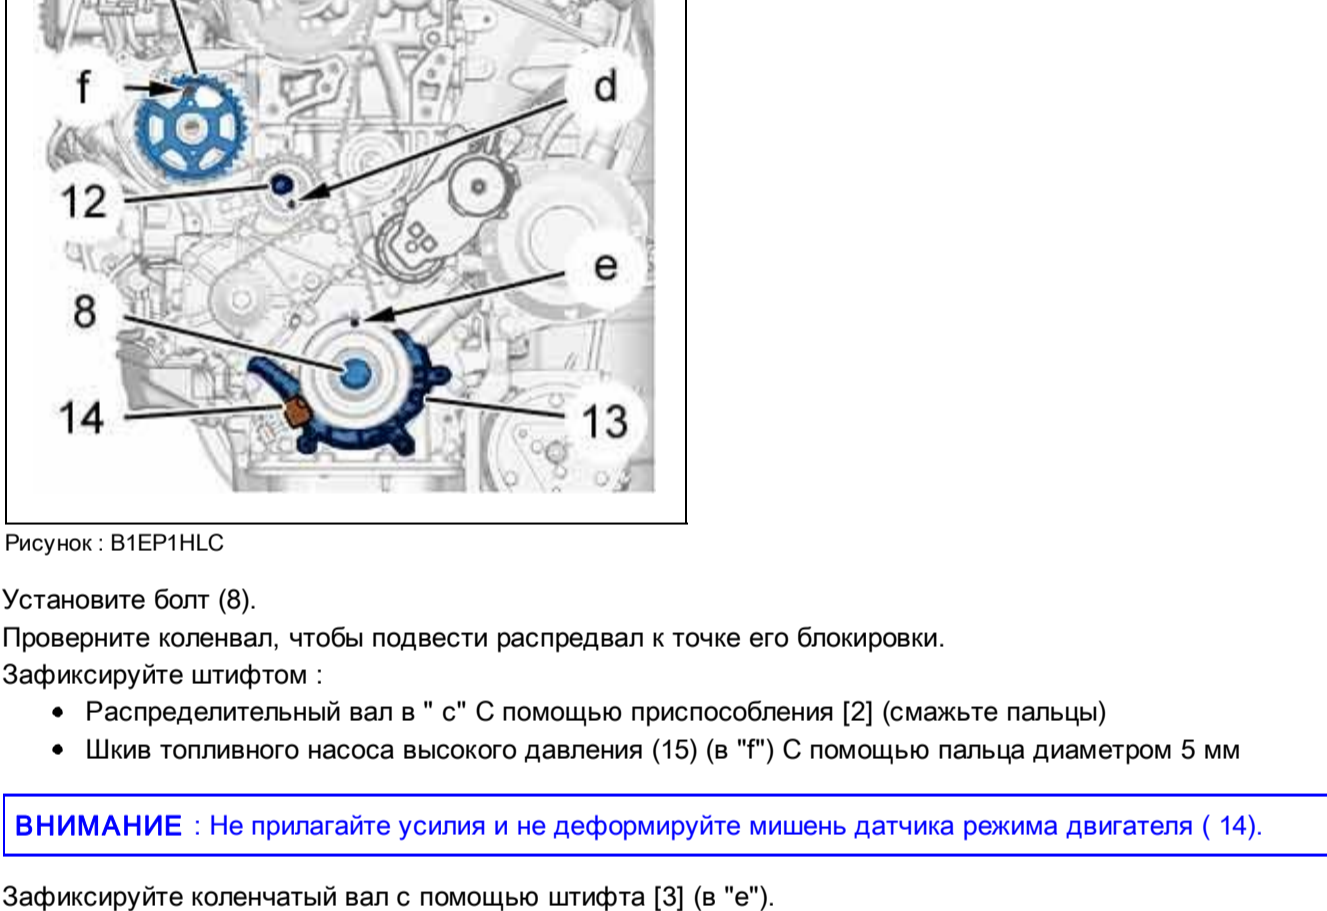 f
d
12
e
8
14
13
Рисунок : B1EP1HLC
Установите болт (8).
Проверните коленвал, чтобы подвести распредвал к точке его блокировки.
Зафиксируйте штифтом :
• Распределительный вал в " c" С помощью приспособления [2] (смажьте пальцы)
• Шкив топливного насоса высокого давления (15) (в "f") С помощью пальца диаметром 5 мм
ВНИМАНИЕ : Не прилагайте усилия и не деформируйте мишень датчика режима двигателя ( 14).
Зафиксируйте коленчатый вал с помощью штифта [3] (в "e").